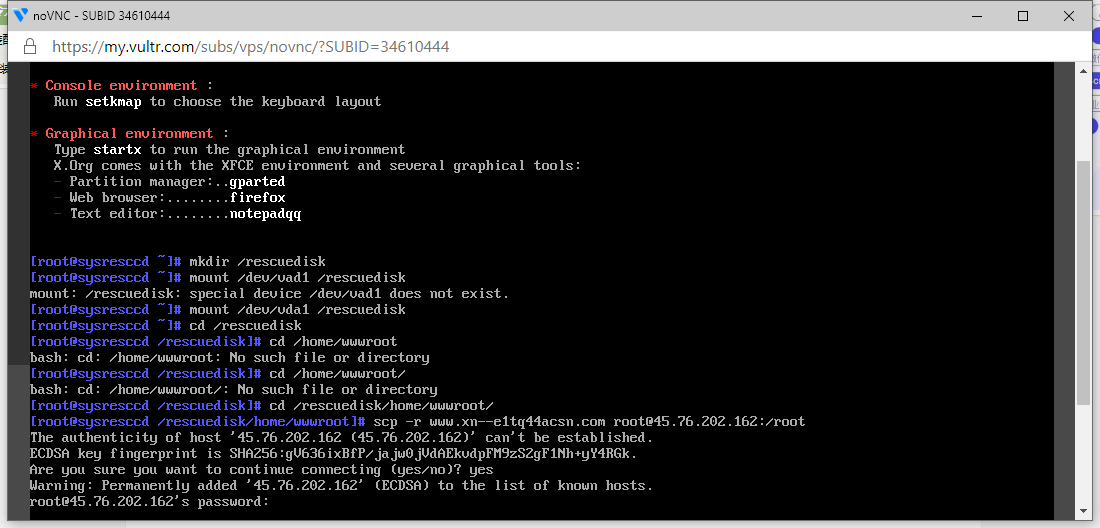 noVNC - SUBID 34610444
https://my.vultr.com/subs/vps/novnc/?SUBID=34610444
* Console environment :
Run setkmap to choose the keyboard layout
* Graphical environment :
Type startx to run the graphical environment
X.Org comes with the XFCE environment and several graphical tools:
- Partition manager:..gparted
- Web browser:........firefox
- Text editor:........notepadqq
[root@sysresccd ~]# mkdir /rescuedisk
[root@sysresccd ~]# mount /dev/vad1 /rescuedisk
mount: /rescuedisk: special device /dev/vad1 does not exist.
[root@sysresccd ~]# mount /dev/vda1 /rescuedisk
[root@sysresccd ~]# cd /rescuedisk
[root@sysresccd /rescuedisk]# cd /home/wwwroot
bash: cd: /home/wwwroot: No such file or directory
[root@sysresccd /rescuedisk]# cd /home/wwwroot/
bash: cd: /home/wwwroot/: No such file or directory
[root@sysresccd /rescuedisk]# cd /rescuedisk/home/wwwroot/
[root@sysresccd /rescuedisk/home/wwwroot]# scp -r www.xn--e1tq44acsn.com root@45.76.202.162:/root
The authenticity of host '45.76.202.162 (45.76.202.162)' can't be established.
ECDSA key fingerprint is SHA256:gV636ixBfP/jajw0jVdAEkvdpFM9zS2gF1Nh+yY4RGk.
Are you sure you want to continue connecting (yes/no)? yes
Warning: Permanently added '45.76.202.162' (ECDSA) to the list of known hosts.
root@45.76.202.162's password: